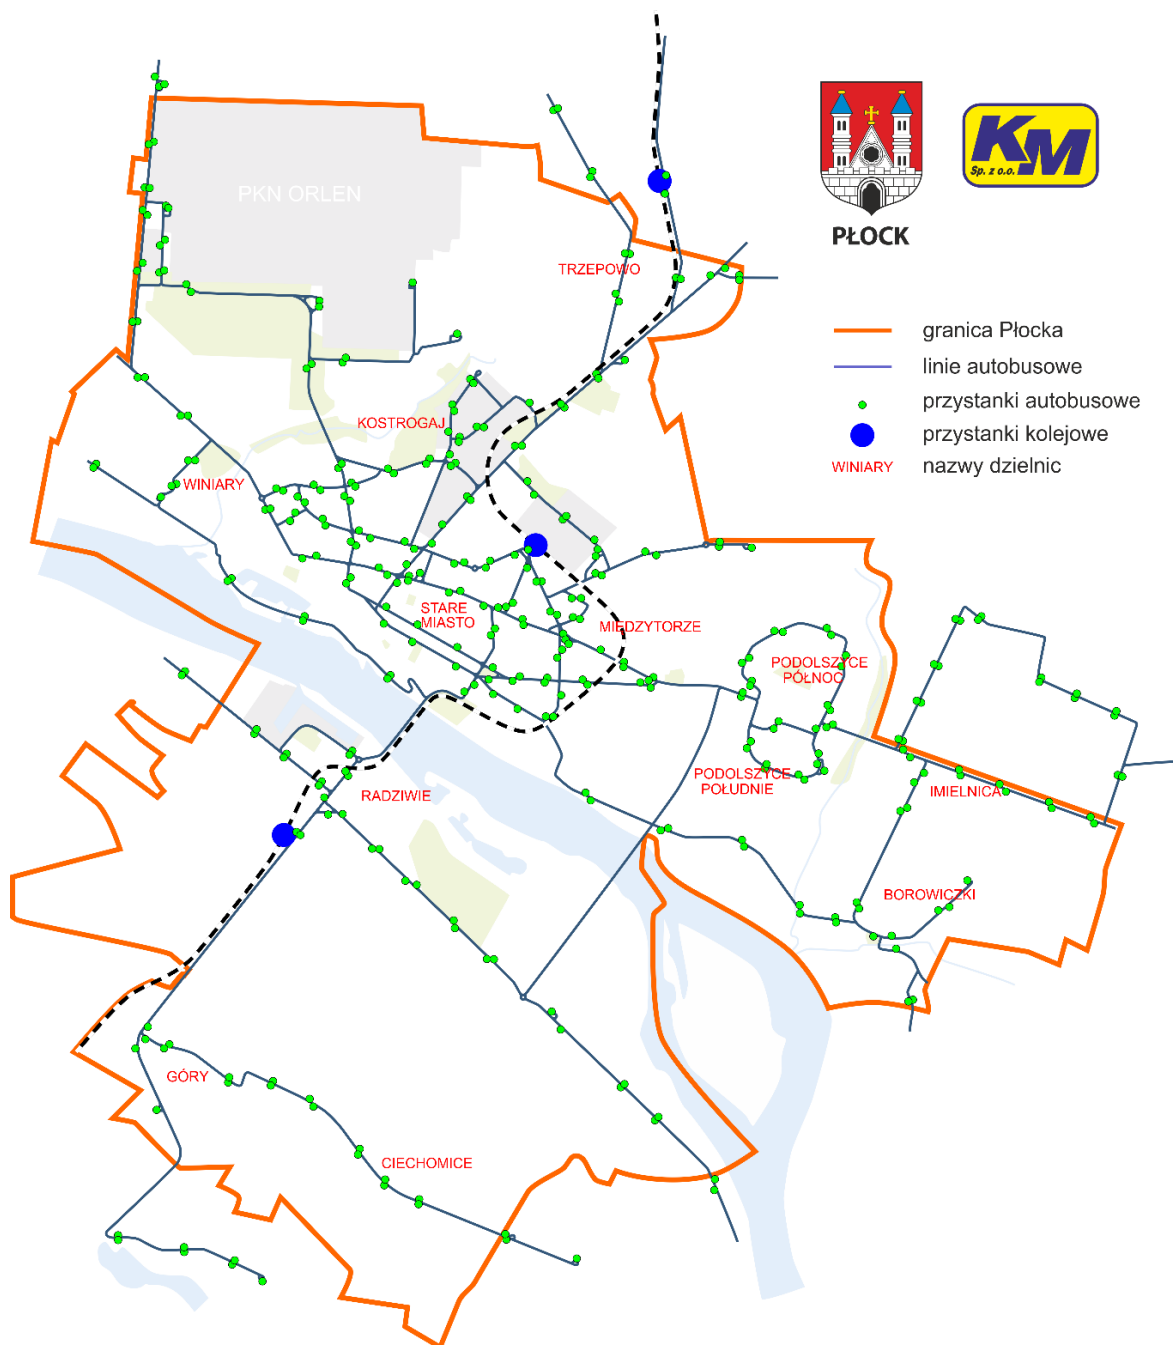 PKN ORLEN
KM
Sp. z o.o.
PŁOCK
TRZEPOWO
granica Płocka
linie autobusowe
przystanki autobusowe
przystanki kolejowe
WINIARY
nazwy dzielnic
KOSTROGAJ
WINIARY
STARE
MIASTO
MIĘDZYTORZE
PODOLSZYCE
PÓŁNOC
PODOLSZYCE
POŁUDNIE
IMIELNICA
RADZIWIE
BOROWICZKI
GÓRY
CIECHOMICE